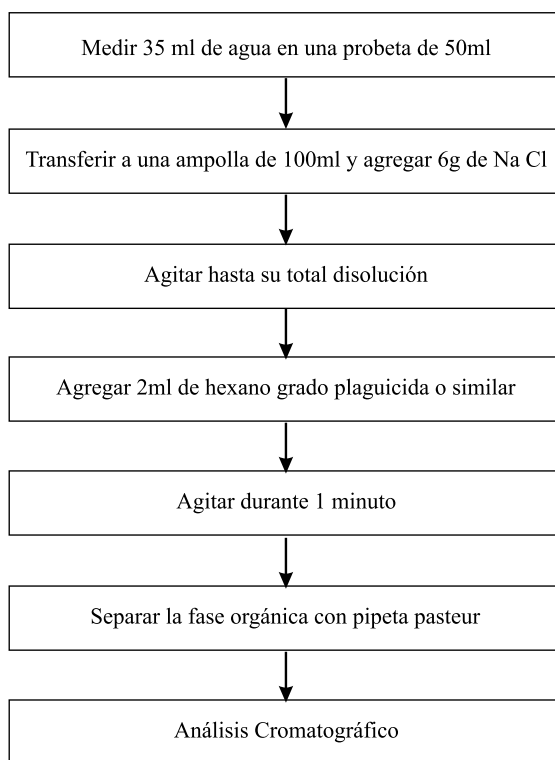 Medir 35 ml de agua en una probeta de 50ml
Transferir a una ampolla de 100ml y agregar 6g de Na Cl
Agitar hasta su total disolución
Agregar 2ml de hexano grado plaguicida o similar
Agitar durante 1 minuto
Separar la fase orgánica con pipeta pasteur
Análisis Cromatográfico